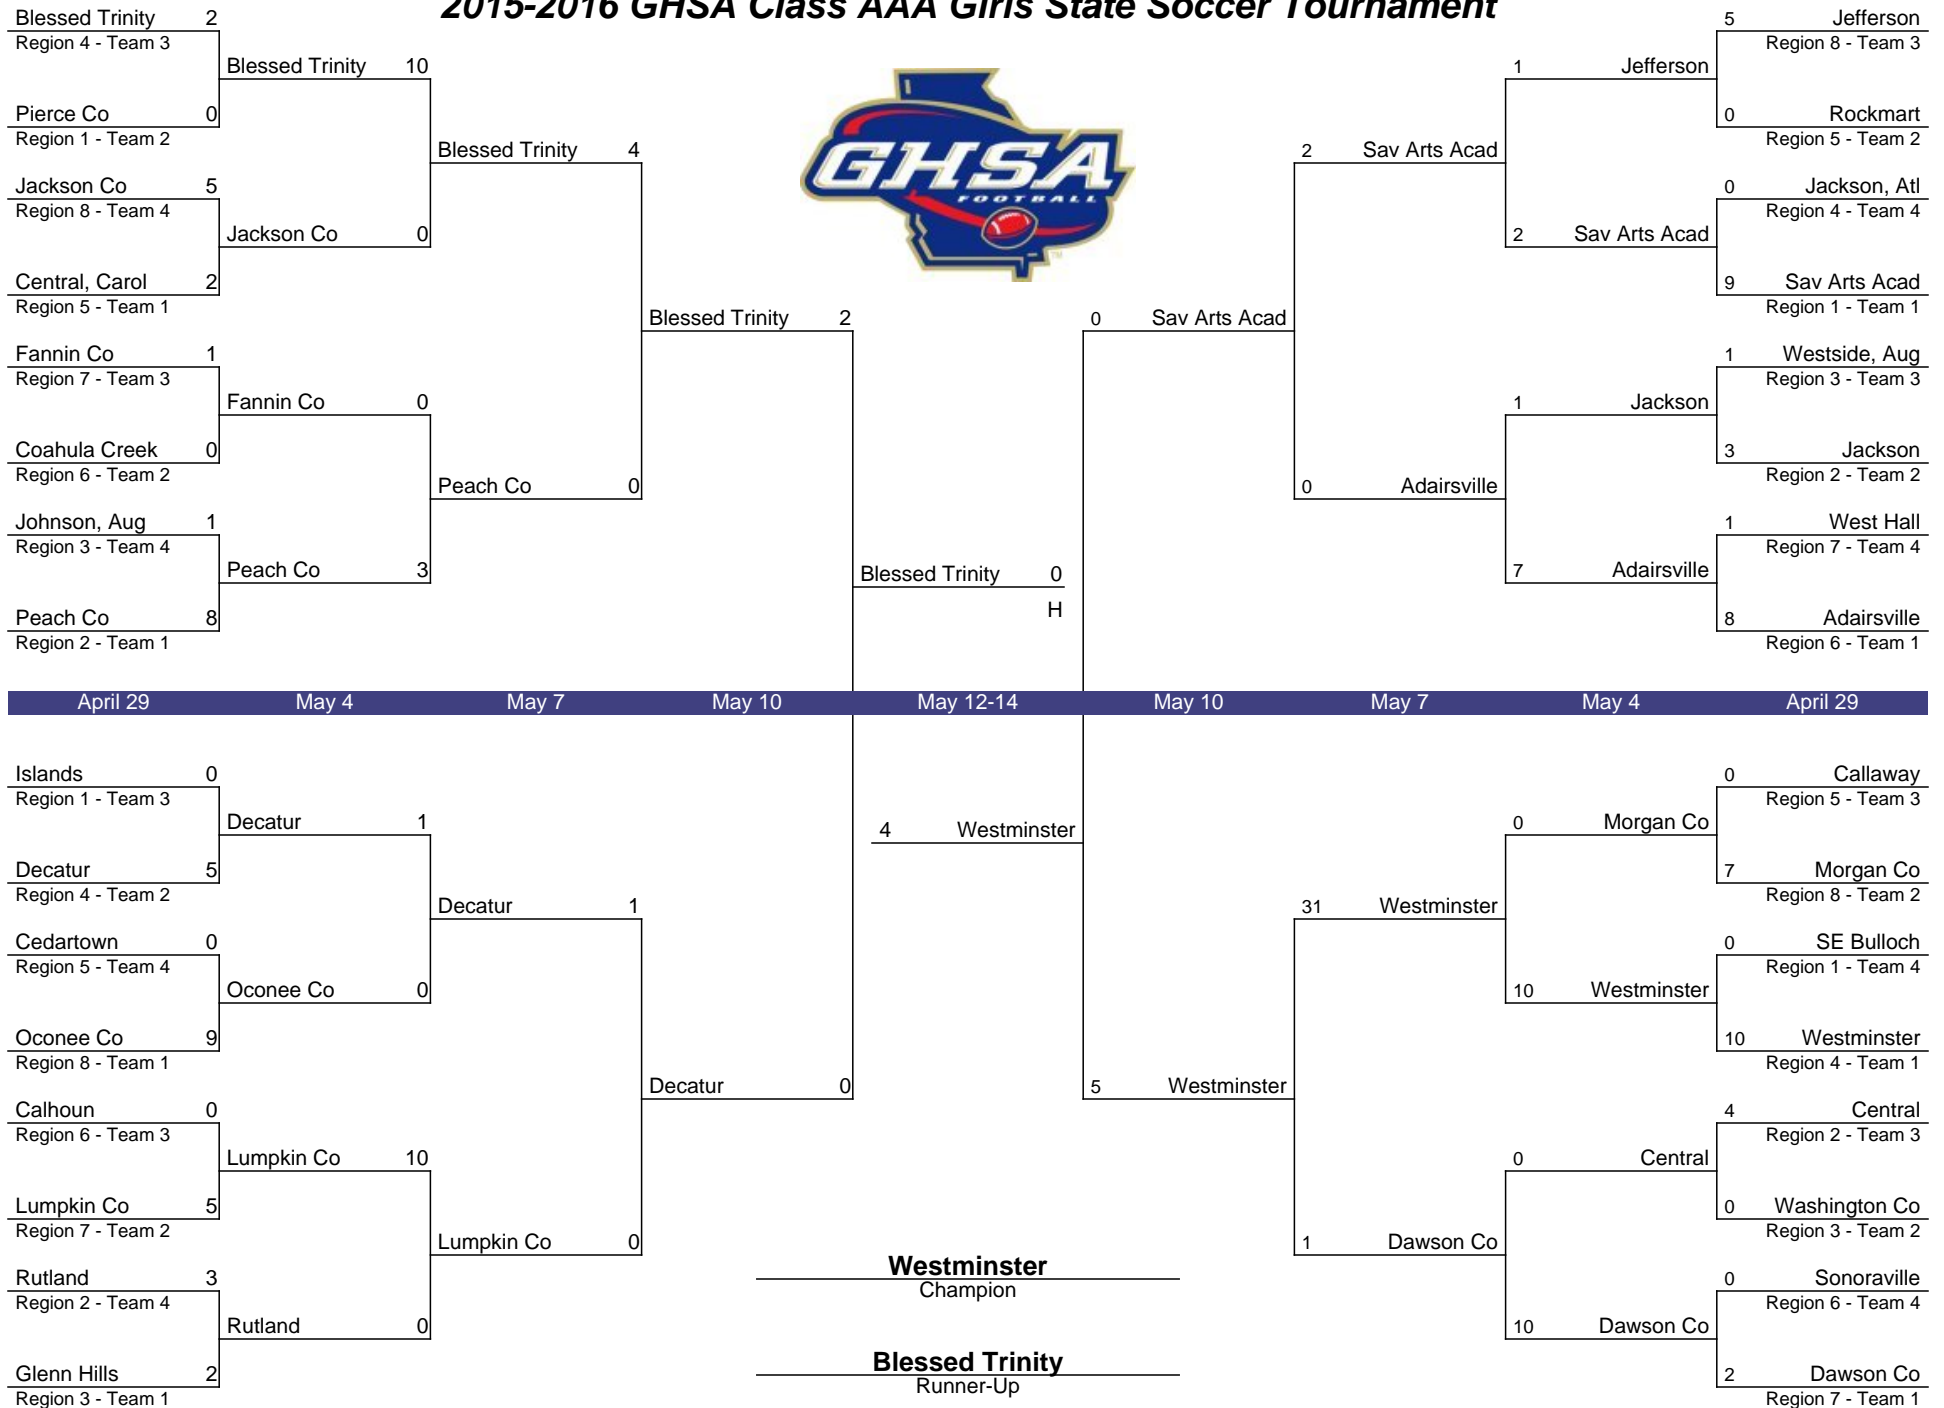 2015-2016 GHSA Class AAA Girls State Soccer Tournament
GHSA
FOOTBALL
TM
Blessed Trinity 2
Region 4 - Team 3
Pierce Co 0
Region 1 - Team 2
Jackson Co 5
Region 8 - Team 4
Central, Carol 2
Region 5 - Team 1
Fannin Co 1
Region 7 - Team 3
Coahula Creek 0
Region 6 - Team 2
Johnson, Aug 1
Region 3 - Team 4
Peach Co 8
Region 2 - Team 1
Blessed Trinity 10
Jackson Co 0
Fannin Co 0
Peach Co 3
Blessed Trinity 4
Peach Co 0
Blessed Trinity 2
Blessed Trinity 0
H
0 Sav Arts Acad
2 Sav Arts Acad
0 Adairsville
1 Jefferson
2 Sav Arts Acad
1 Jackson
7 Adairsville
5 Jefferson
Region 8 - Team 3
0 Rockmart
Region 5 - Team 2
0 Jackson, Atl
Region 4 - Team 4
9 Sav Arts Acad
Region 1 - Team 1
1 Westside, Aug
Region 3 - Team 3
3 Jackson
Region 2 - Team 2
1 West Hall
Region 7 - Team 4
8 Adairsville
Region 6 - Team 1
April 29 May 4 May 7 May 10 May 12-14 May 10 May 7 May 4 April 29
Islands 0
Region 1 - Team 3
Decatur 5
Region 4 - Team 2
Cedartown 0
Region 5 - Team 4
Oconee Co 9
Region 8 - Team 1
Calhoun 0
Region 6 - Team 3
Lumpkin Co 5
Region 7 - Team 2
Rutland 3
Region 2 - Team 4
Glenn Hills 2
Region 3 - Team 1
Decatur 1
Oconee Co 0
Lumpkin Co 10
Rutland 0
Decatur 1
Lumpkin Co 0
Decatur 0
4 Westminster
5 Westminster
31 Westminster
1 Dawson Co
0 Morgan Co
10 Westminster
0 Central
10 Dawson Co
0 Callaway
Region 5 - Team 3
7 Morgan Co
Region 8 - Team 2
0 SE Bulloch
Region 1 - Team 4
10 Westminster
Region 4 - Team 1
4 Central
Region 2 - Team 3
0 Washington Co
Region 3 - Team 2
0 Sonoraville
Region 6 - Team 4
2 Dawson Co
Region 7 - Team 1
Westminster
Champion
Blessed Trinity
Runner-Up